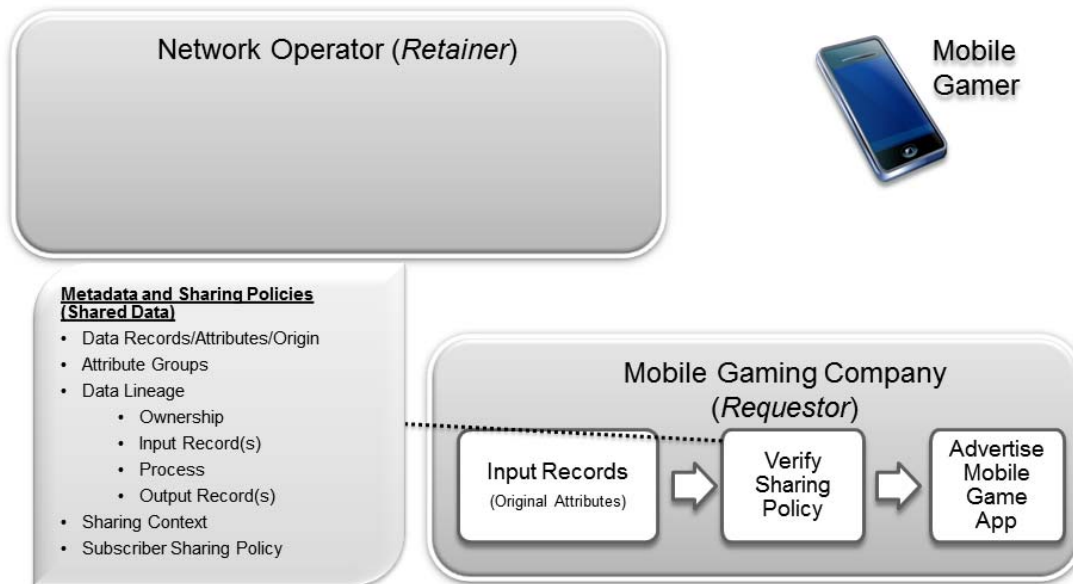 Network Operator (Retainer)
Mobile
Gamer
Metadata and Sharing Policies
(Shared Data)
• Data Records/Attributes/Origin
• Attribute Groups
• Data Lineage
• Ownership
• Input Record(s)
• Process
• Output Record(s)
• Sharing Context
• Subscriber Sharing Policy
Mobile Gaming Company
(Requestor)
Input Records
(Original Attributes)
Verify
Sharing
Policy
Advertise
Mobile
Game
App